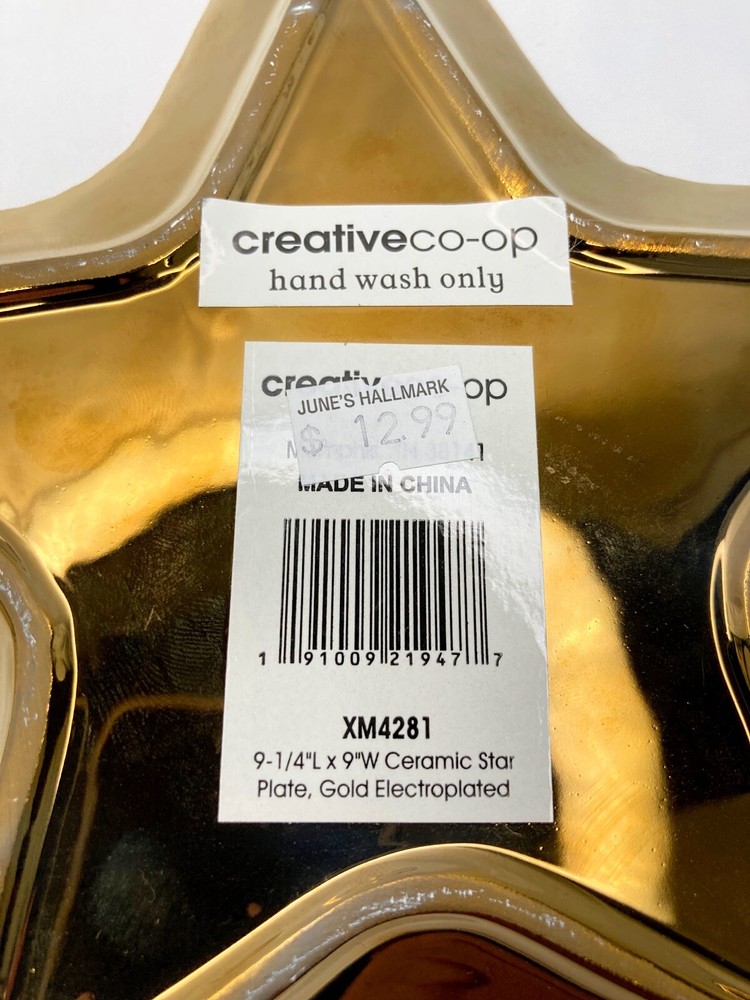 creativeco-op
hand wash only
creativ op
JUNE'S HALLMARK
$ 12.99
MADE IN CHINA
1 91009 21947 7
XM4281
9-1/4"L x 9"W Ceramic Star
Plate, Gold Electroplated